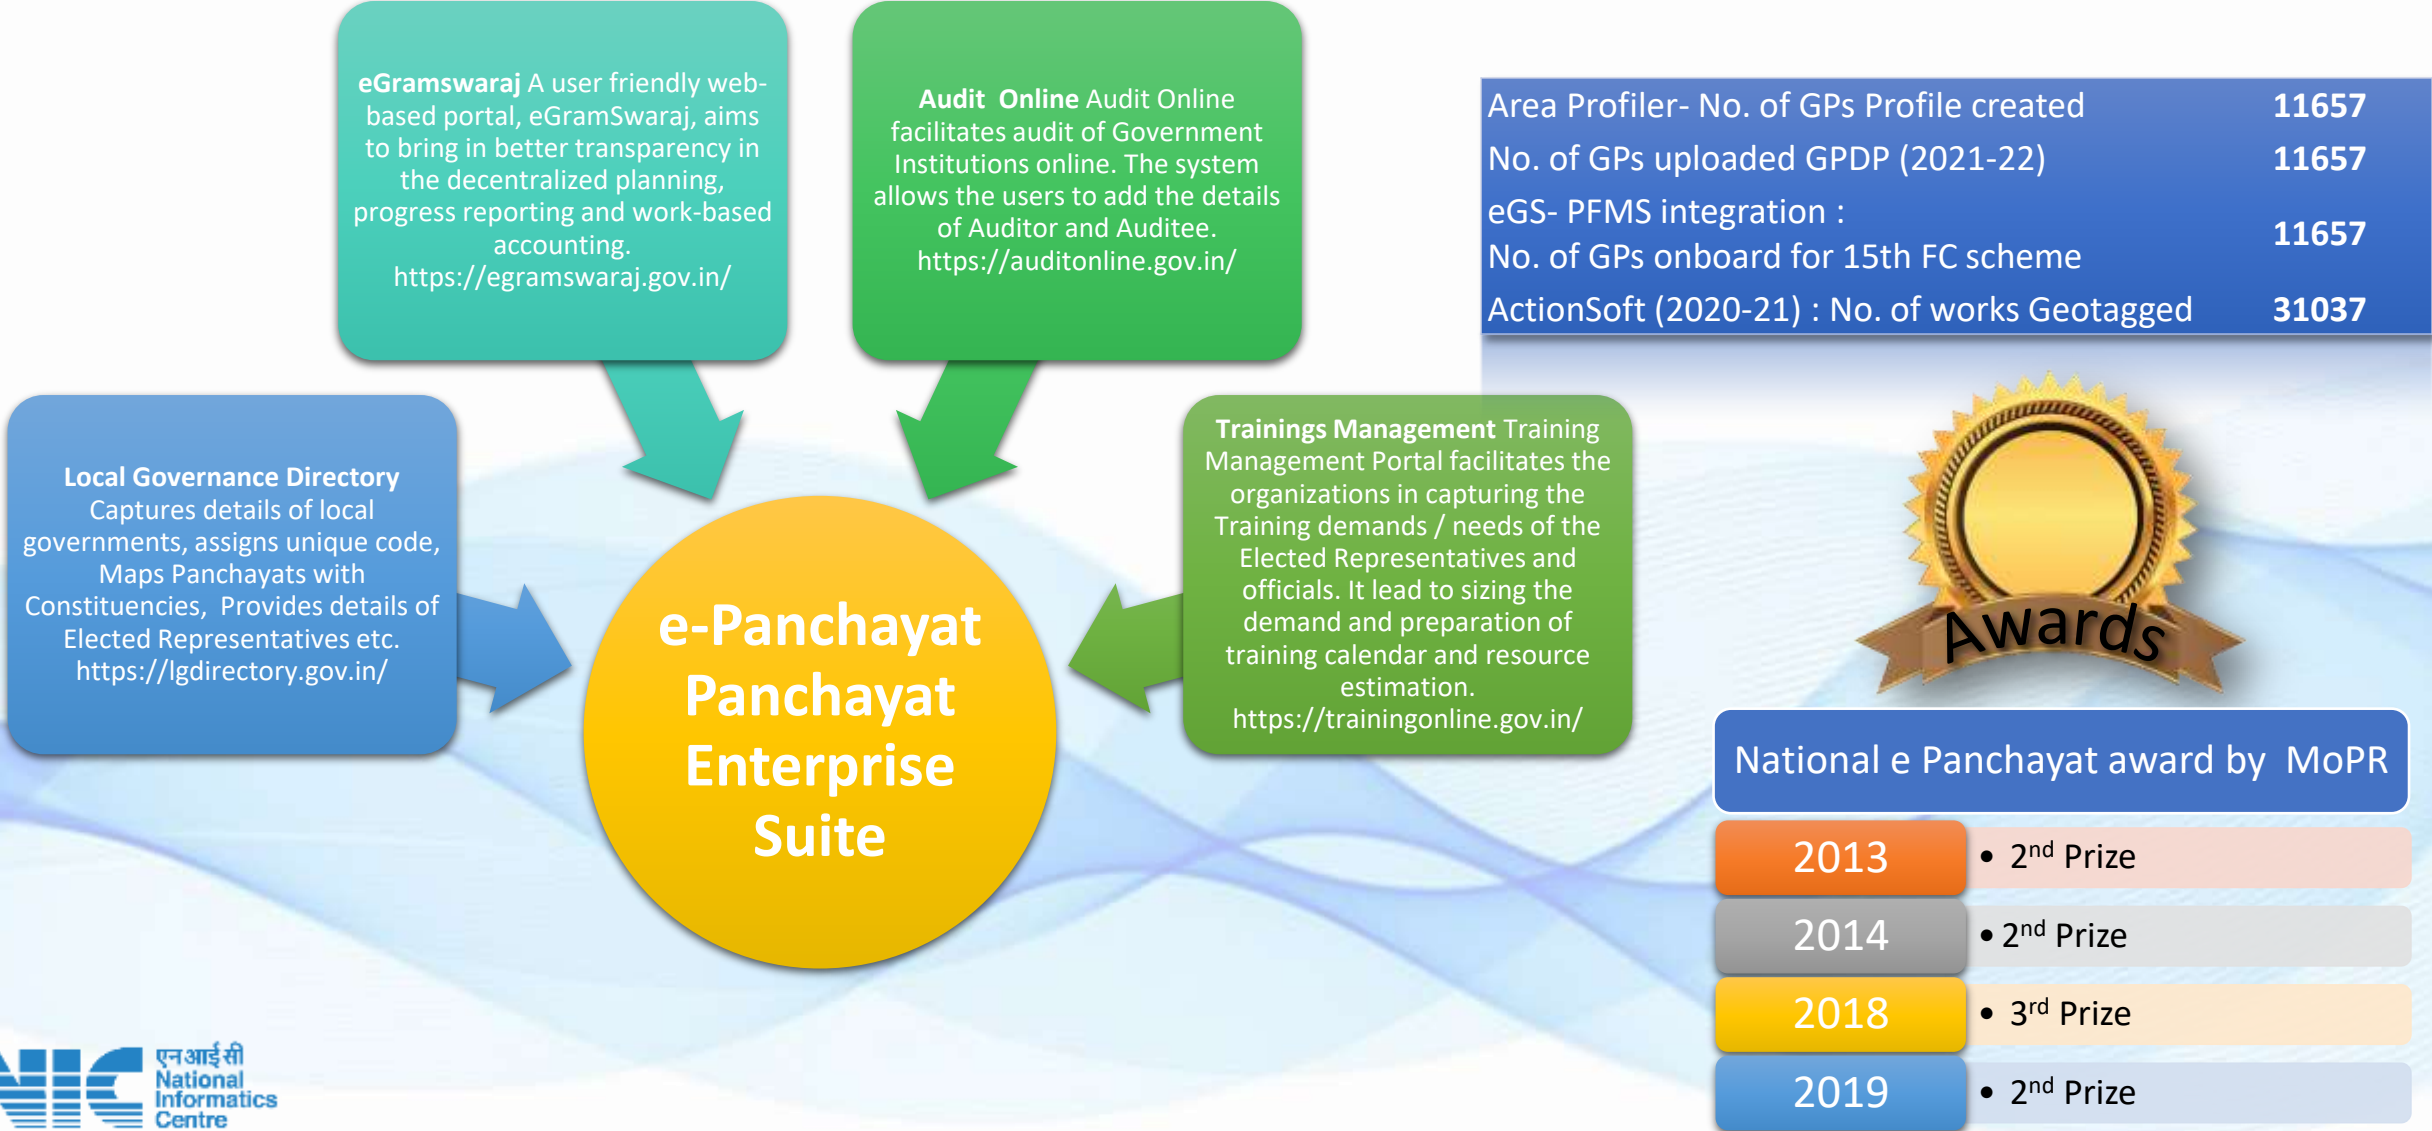 eGramswaraj A user friendly web-
based portal, eGramSwaraj, aims
to bring in better transparency in
the decentralized planning,
progress reporting and work-based
accounting.
https://egramswaraj.gov.in/
Audit  Online Audit Online
facilitates audit of Government
Institutions online. The system
allows the users to add the details
of Auditor and Auditee.
https://auditonline.gov.in/
Area Profiler- No. of GPs Profile created 11657
No. of GPs uploaded GPDP (2021-22) 11657
eGS- PFMS integration :
No. of GPs onboard for 15th FC scheme 11657
ActionSoft (2020-21) : No. of works Geotagged 31037
Local Governance Directory
Captures details of local
governments, assigns unique code,
Maps Panchayats with
Constituencies,  Provides details of
Elected Representatives etc.
https://lgdirectory.gov.in/
Trainings Management Training
Management Portal facilitates the
organizations in capturing the
Training demands / needs of the
Elected Representatives and
officials. It lead to sizing the
demand and preparation of
training calendar and resource
estimation.
https://trainingonline.gov.in/
e-Panchayat
Panchayat
Enterprise
Suite
Awards
National e Panchayat award by  MoPR
2013 • 2nd Prize
2014 • 2nd Prize
2018 • 3rd Prize
2019 • 2nd Prize
NIC
एन आई सी
National
Informatics
Centre